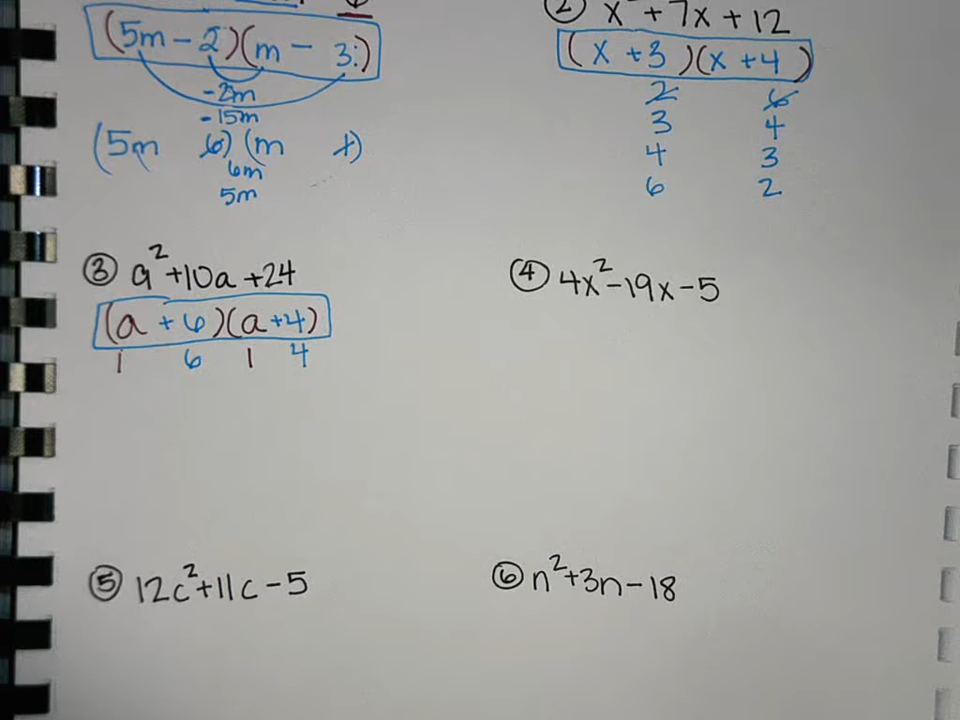 (5m - 2)(m - 3)
-2m
-15m
(5m 6)(m 1)
6m
5m
② x² + 7x + 12
(x + 3)(x + 4)
2 6
3 4
4 3
6 2
③ a² + 10a + 24
(a + 6)(a + 4)
1 6 1 4
④ 4x² - 19x - 5
⑤ 12c² + 11c - 5
⑥ n² + 3n - 18